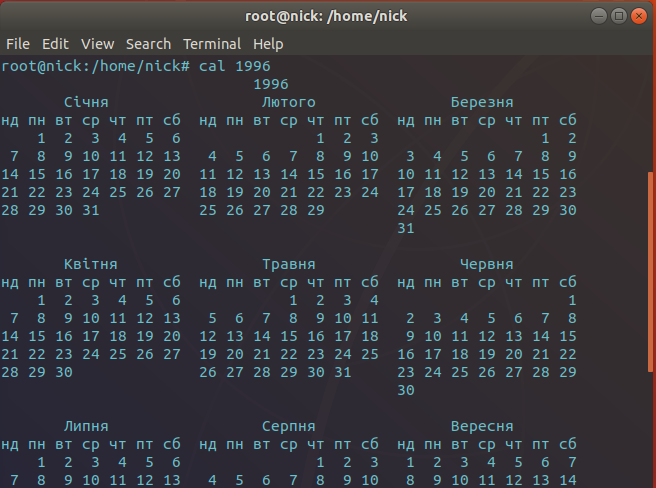 root@nick: /home/nick
File Edit View Search Terminal Help
root@nick:/home/nick# cal 1996
                            1996
       Січня                 Лютого               Березня
нд пн вт ср чт пт сб  нд пн вт ср чт пт сб  нд пн вт ср чт пт сб
    1  2  3  4  5  6               1  2  3                  1  2
 7  8  9 10 11 12 13   4  5  6  7  8  9 10   3  4  5  6  7  8  9
14 15 16 17 18 19 20  11 12 13 14 15 16 17  10 11 12 13 14 15 16
21 22 23 24 25 26 27  18 19 20 21 22 23 24  17 18 19 20 21 22 23
28 29 30 31           25 26 27 28 29        24 25 26 27 28 29 30
                                            31
       Квітня                Травня                Червня
нд пн вт ср чт пт сб  нд пн вт ср чт пт сб  нд пн вт ср чт пт сб
    1  2  3  4  5  6            1  2  3  4                     1
 7  8  9 10 11 12 13   5  6  7  8  9 10 11   2  3  4  5  6  7  8
14 15 16 17 18 19 20  12 13 14 15 16 17 18   9 10 11 12 13 14 15
21 22 23 24 25 26 27  19 20 21 22 23 24 25  16 17 18 19 20 21 22
28 29 30              26 27 28 29 30 31     23 24 25 26 27 28 29
                                            30
       Липня                 Серпня               Вересня
нд пн вт ср чт пт сб  нд пн вт ср чт пт сб  нд пн вт ср чт пт сб
    1  2  3  4  5  6               1  2  3   1  2  3  4  5  6  7
 7  8  9 10 11 12 13   4  5  6  7  8  9 10   8  9 10 11 12 13 14